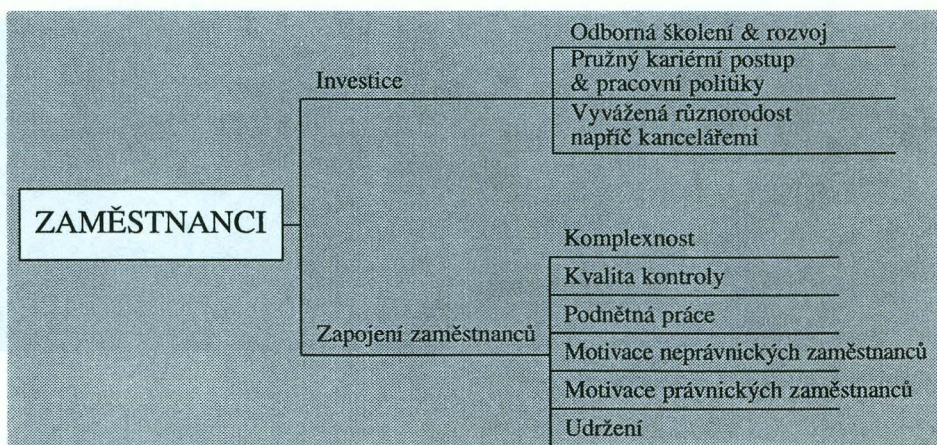 Odborná školení & rozvoj
Investice
Pružný kariérní postup
& pracovní politiky
Vyvážená různorodost
napříč kancelářemi
ZAMĚSTNANCI
Komplexnost
Kvalita kontroly
Podnětná práce
Zapojení zaměstnanců
Motivace neprávnických zaměstnanců
Motivace právnických zaměstnanců
Udržení